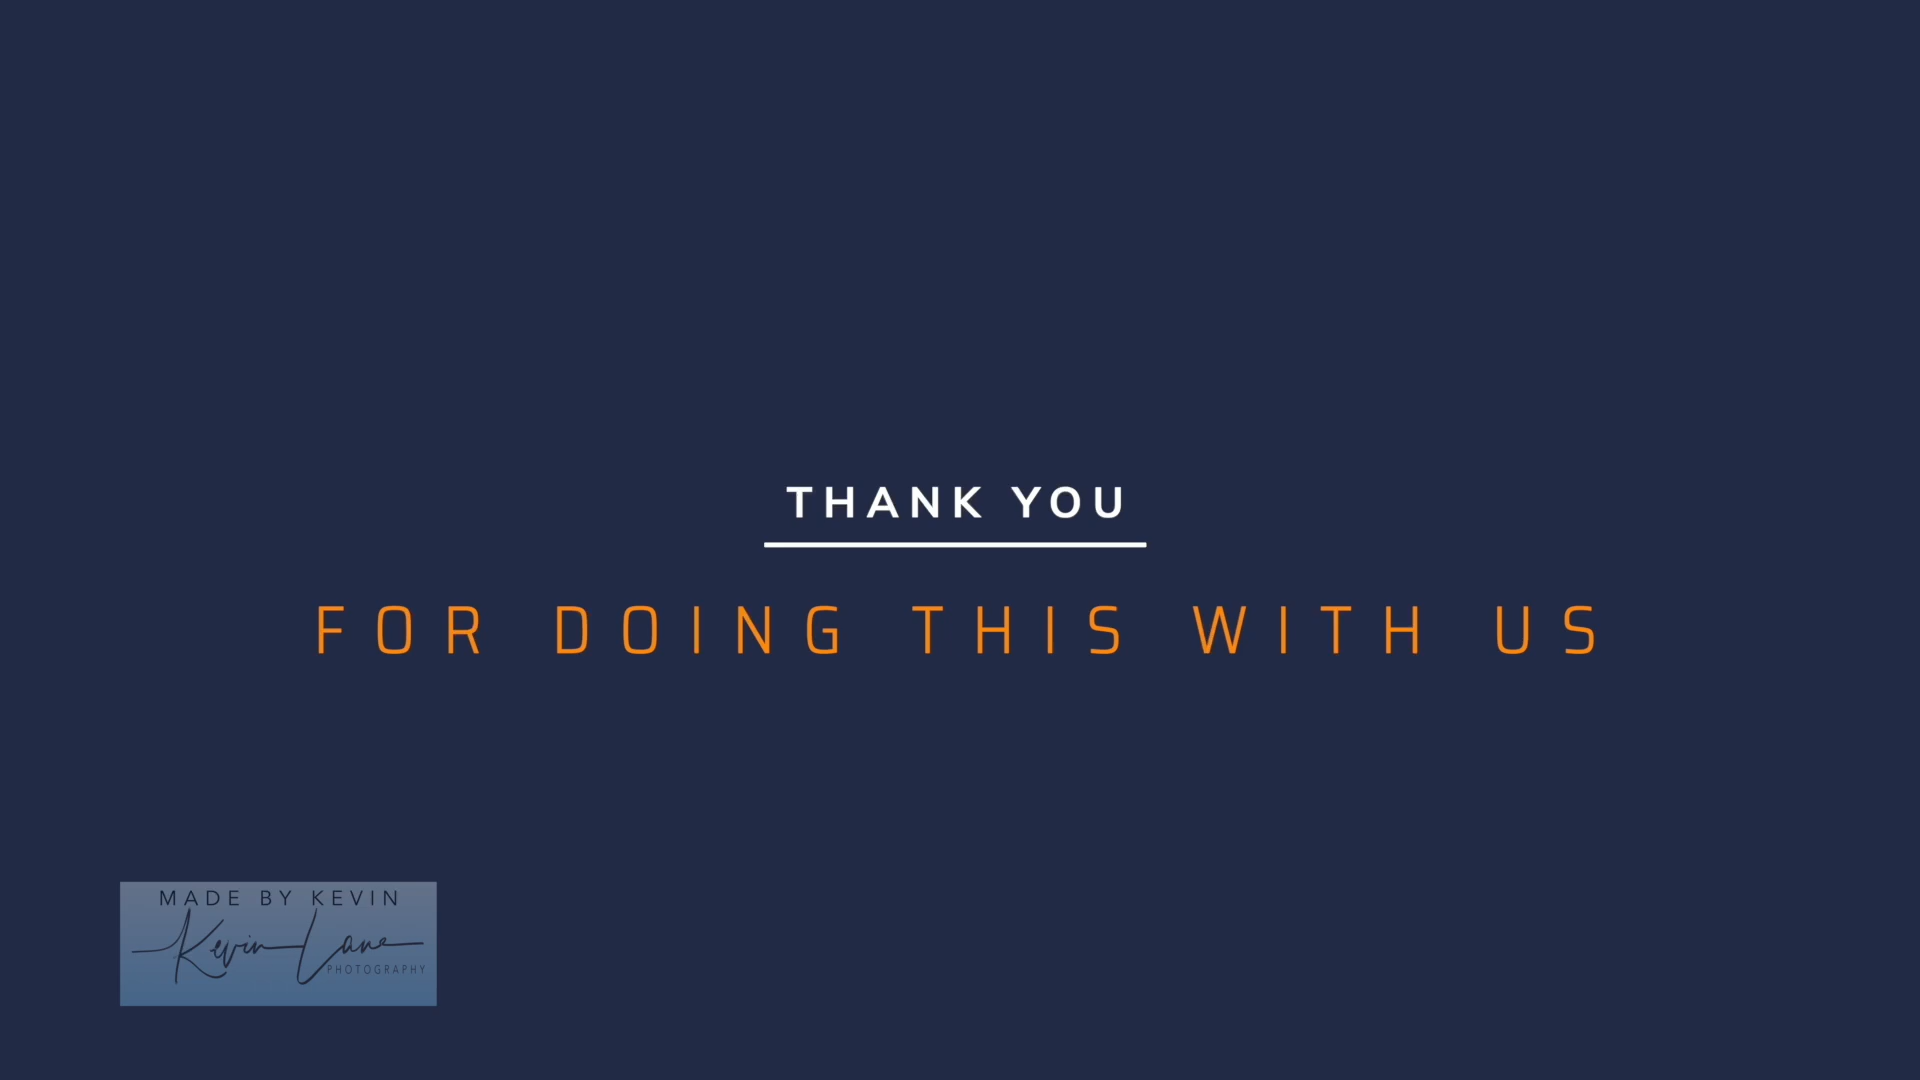 THANK YOU
FOR DOING THIS WITH US
MADE BY KEVIN
Kevin Lane
PHOTOGRAPHY